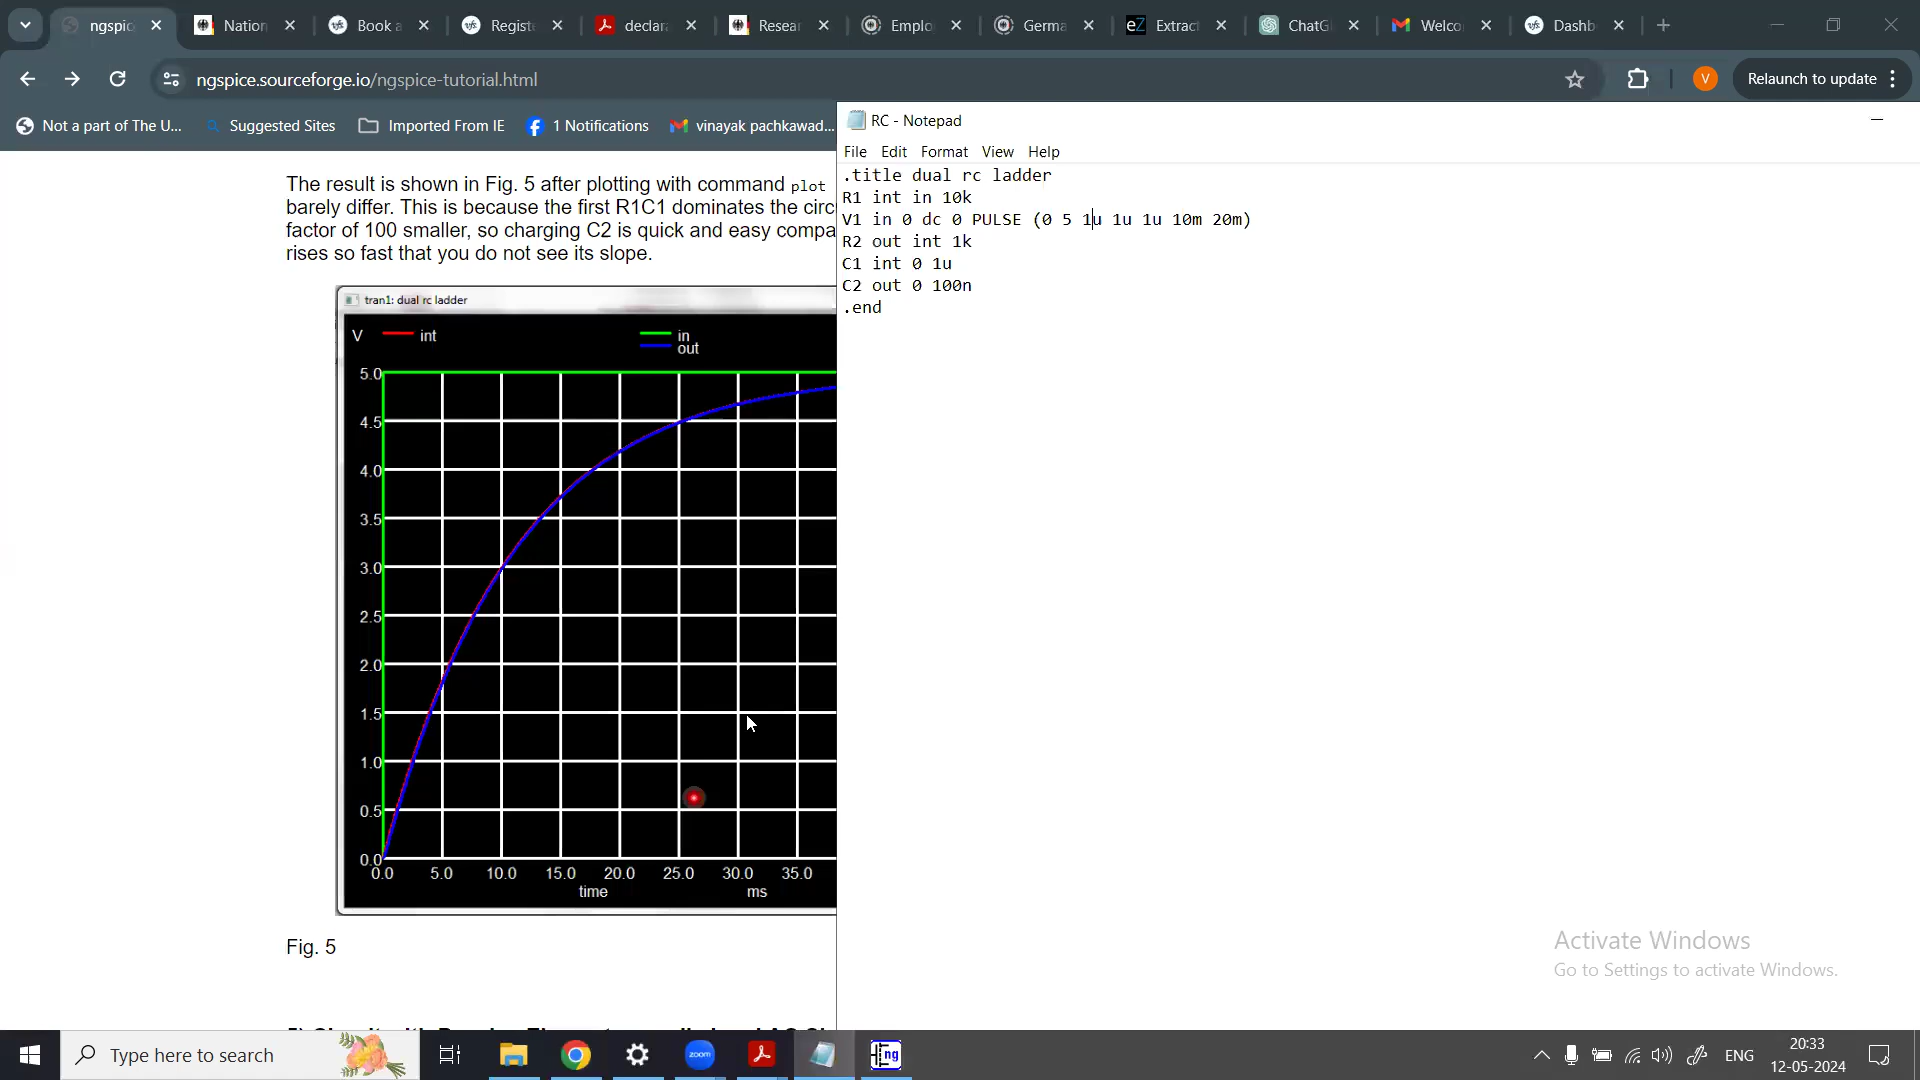 ngspic
Nation
Book a
Registe
declara
Resear
Emplo
Germa
eZ
Extract
ChatG
Welco
Dashb
ngspice.sourceforge.io/ngspice-tutorial.html
V
Relaunch to update
Not a part of The U...
Suggested Sites
Imported From IE
1 Notifications
vinayak pachkawad...
The result is shown in Fig. 5 after plotting with command plot
barely differ. This is because the first R1C1 dominates the circ
factor of 100 smaller, so charging C2 is quick and easy compa
rises so fast that you do not see its slope.
tran1: dual rc ladder
V
int
in
out
5.0
4.5
4.0
3.5
3.0
2.5
2.0
1.5
1.0
0.5
0.0
0.0 5.0 10.0 15.0 20.0 25.0 30.0 35.0
time ms
Fig. 5
RC - Notepad
File Edit Format View Help
.title dual rc ladder
R1 int in 10k
V1 in 0 dc 0 PULSE (0 5 1u 1u 1u 10m 20m)
R2 out int 1k
C1 int 0 1u
C2 out 0 100n
.end
Activate Windows
Go to Settings to activate Windows.
Type here to search
zoom
ng
ENG
20:33
12-05-2024